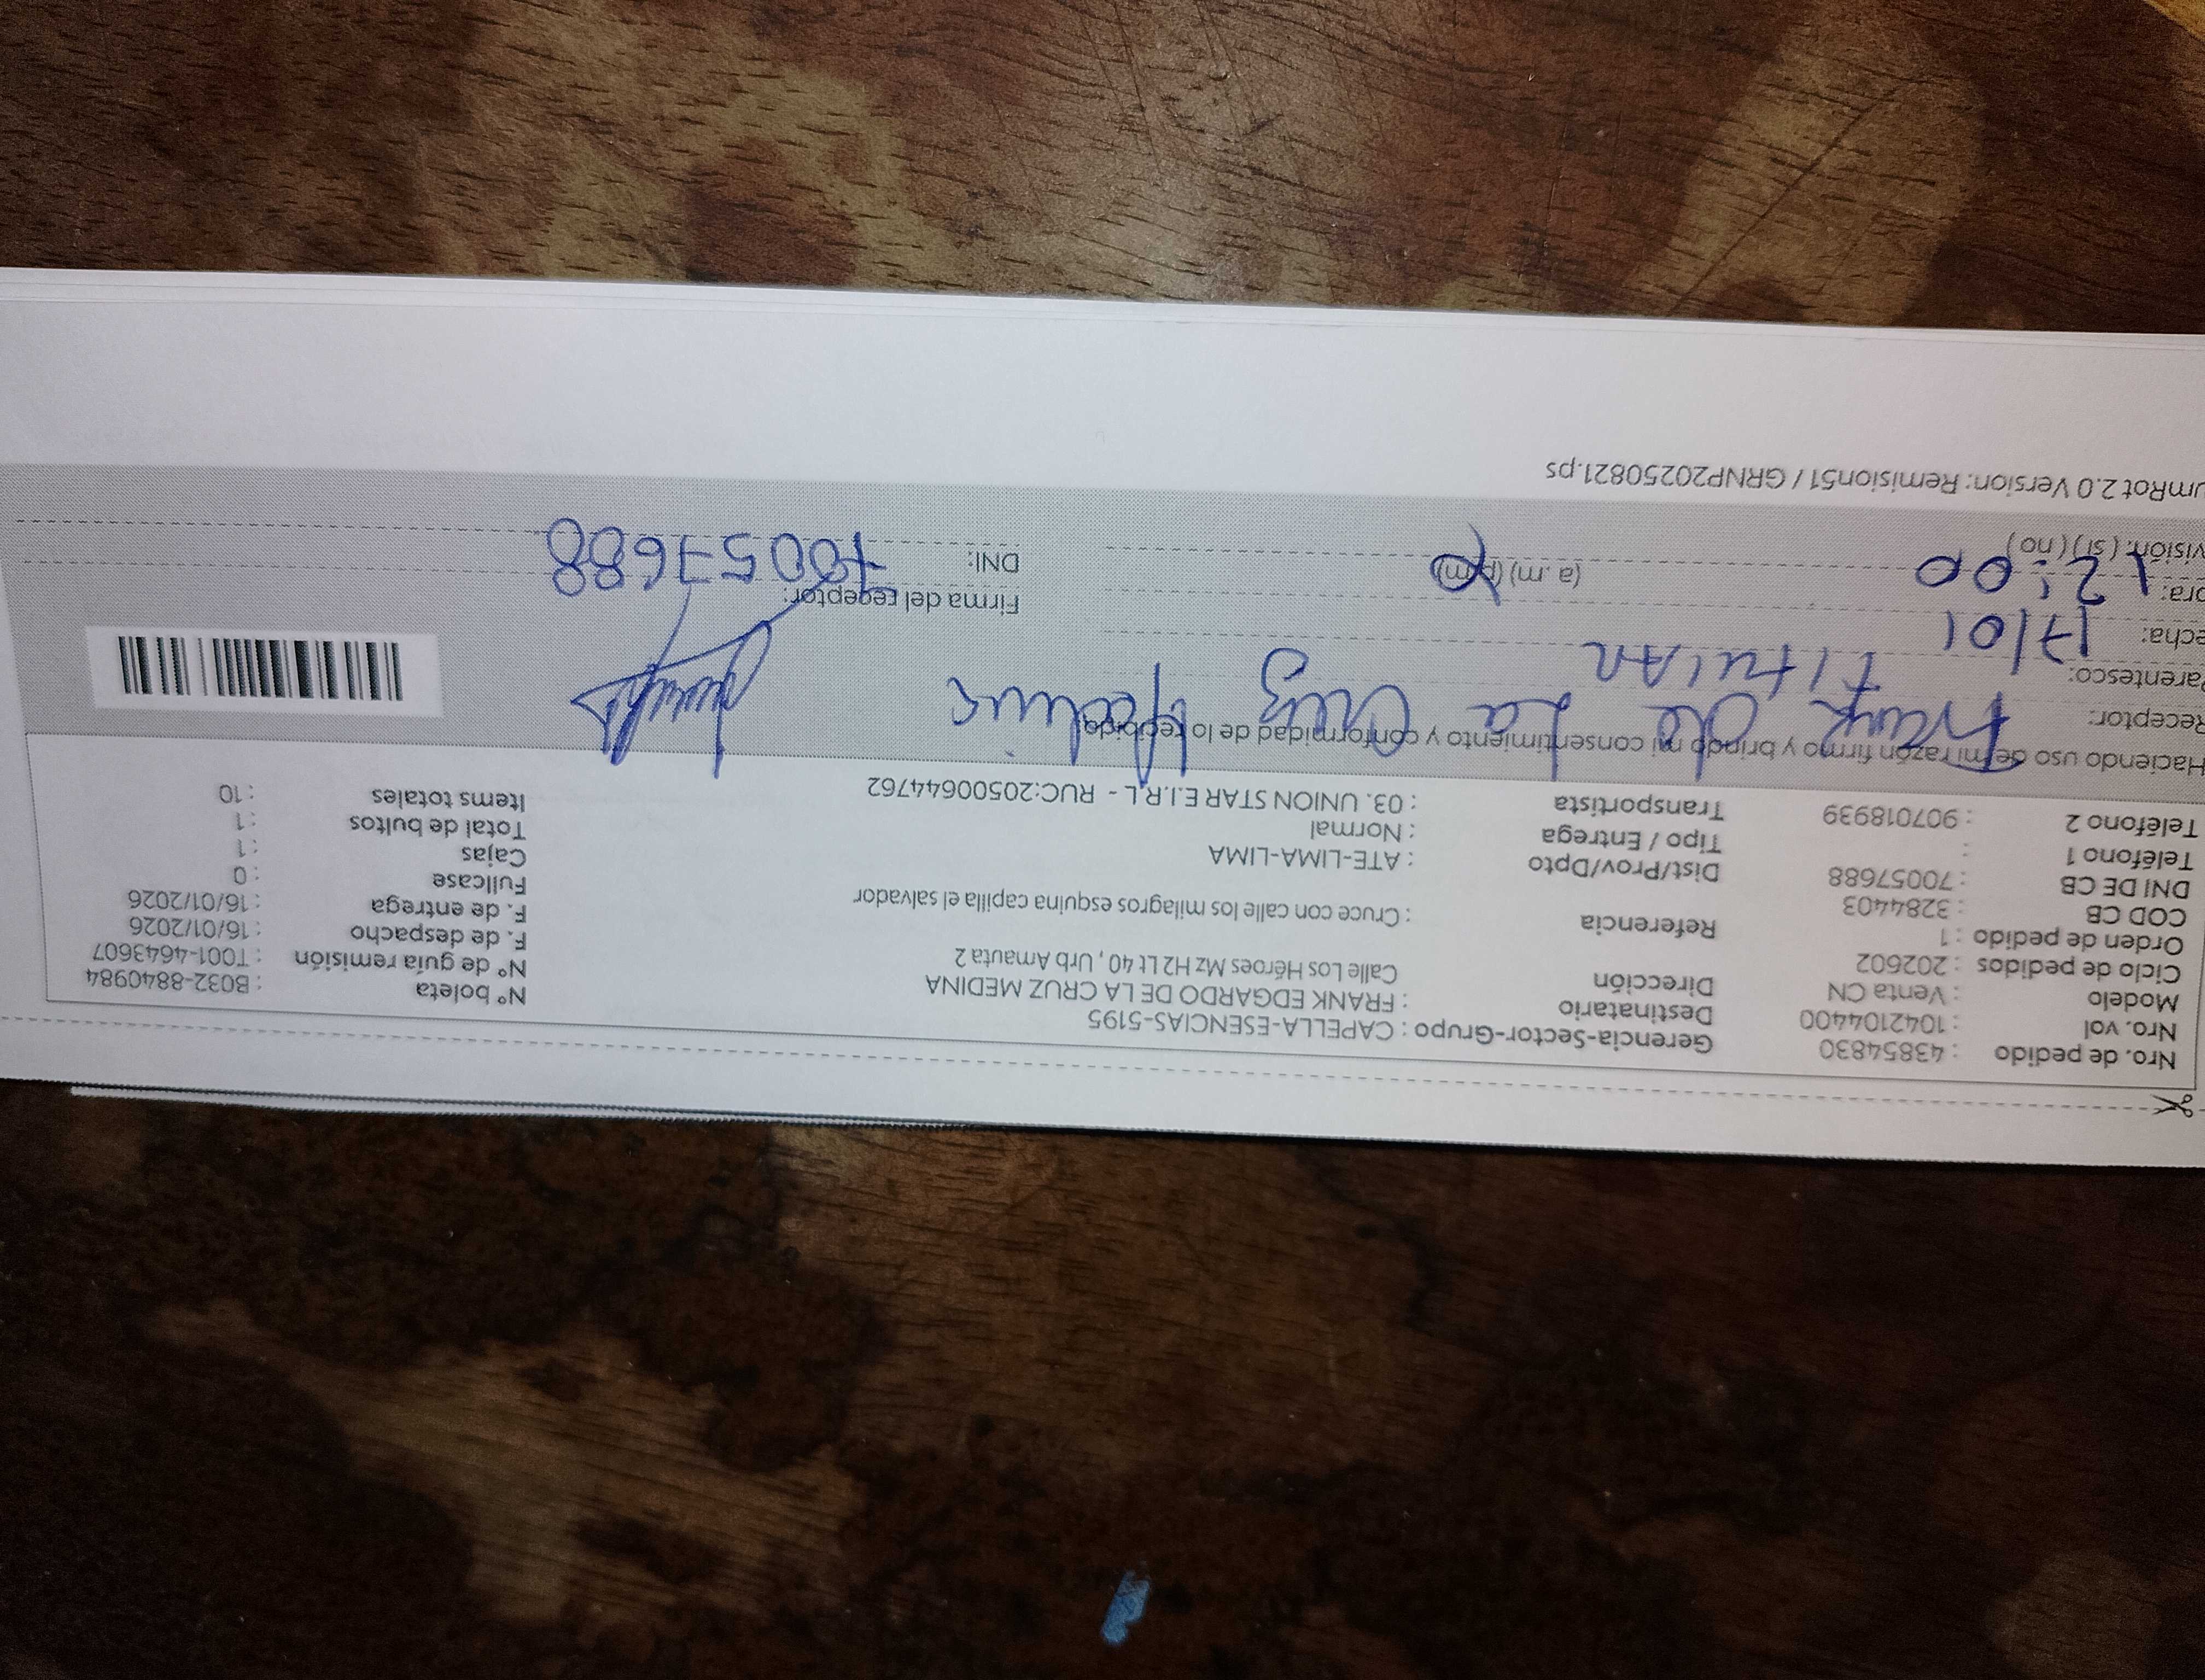 Nro. de pedido : 43854830
Nro. vol : 1042104400
Modelo : Venta CN
Ciclo de pedidos : 202602
Orden de pedido : 1
COD CB : 3284403
DNI DE CB : 70057688
Teléfono 1 :
Teléfono 2 : 907018939
Gerencia-Sector-Grupo : CAPELLA-ESENCIAS-5195
Destinatario : FRANK EDGARDO DE LA CRUZ MEDINA
Dirección Calle Los Héroes Mz H2 Lt 40 , Urb Amauta 2
Referencia : Cruce con calle los milagros esquina capilla el salvador
Dist/Prov/Dpto : ATE-LIMA-LIMA
Tipo / Entrega : Normal
Transportista : 03. UNION STAR E.I.R.L - RUC:20500644762
N° boleta : B032-8840984
N° de guía remisión : T001-4643607
F. de despacho : 16/01/2026
F. de entrega : 16/01/2026
Fullcase : 0
Cajas : 1
Total de bultos : 1
Items totales : 10
Haciendo uso de mi razón firmo y brindo mi consentimiento y conformidad de lo recibido.
Receptor: Frank de La Cruz Medina
Parentesco: titular
echa: 17/01
ora: 12:00 (a.m) (p.m)
visión: ( si ) ( no )
Firma del receptor:
DNI: 70057688
umRot 2.0 Version: Remision51 / GRNP20250821.ps